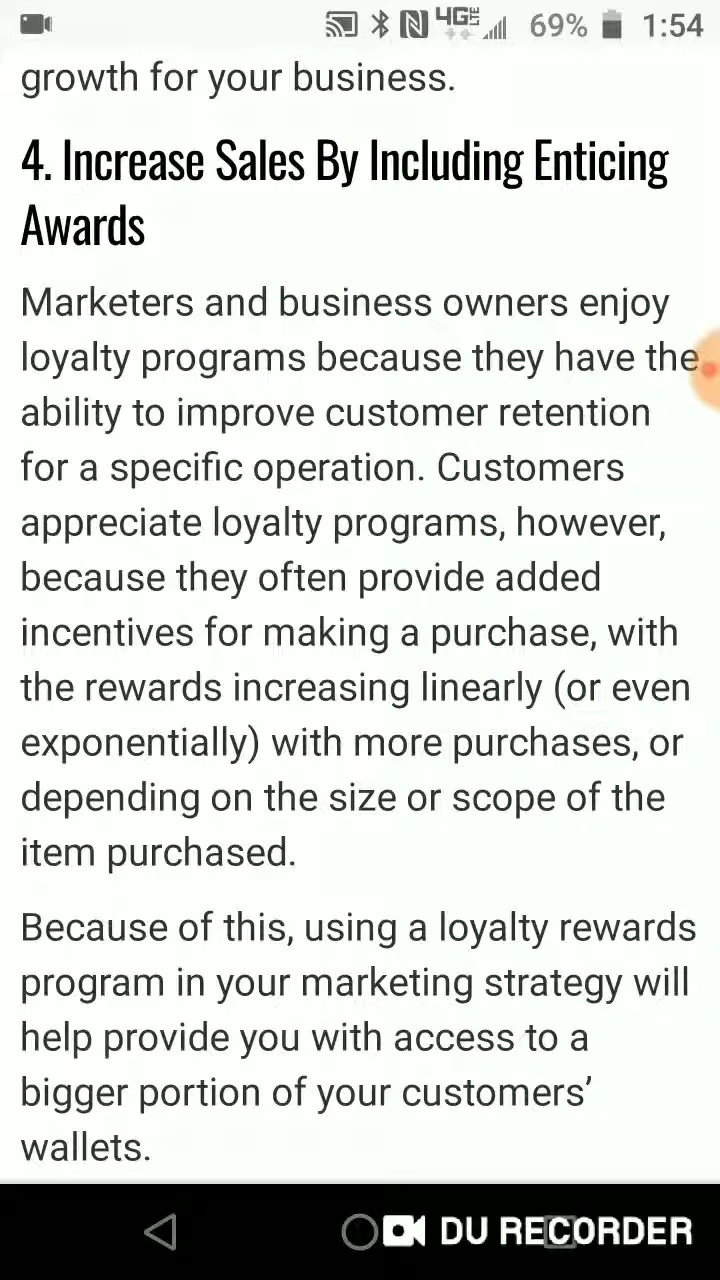 4G LTE 69% 1:54
growth for your business.
4. Increase Sales By Including Enticing
Awards
Marketers and business owners enjoy
loyalty programs because they have the
ability to improve customer retention
for a specific operation. Customers
appreciate loyalty programs, however,
because they often provide added
incentives for making a purchase, with
the rewards increasing linearly (or even
exponentially) with more purchases, or
depending on the size or scope of the
item purchased.
Because of this, using a loyalty rewards
program in your marketing strategy will
help provide you with access to a
bigger portion of your customers’
wallets.
DU RECORDER